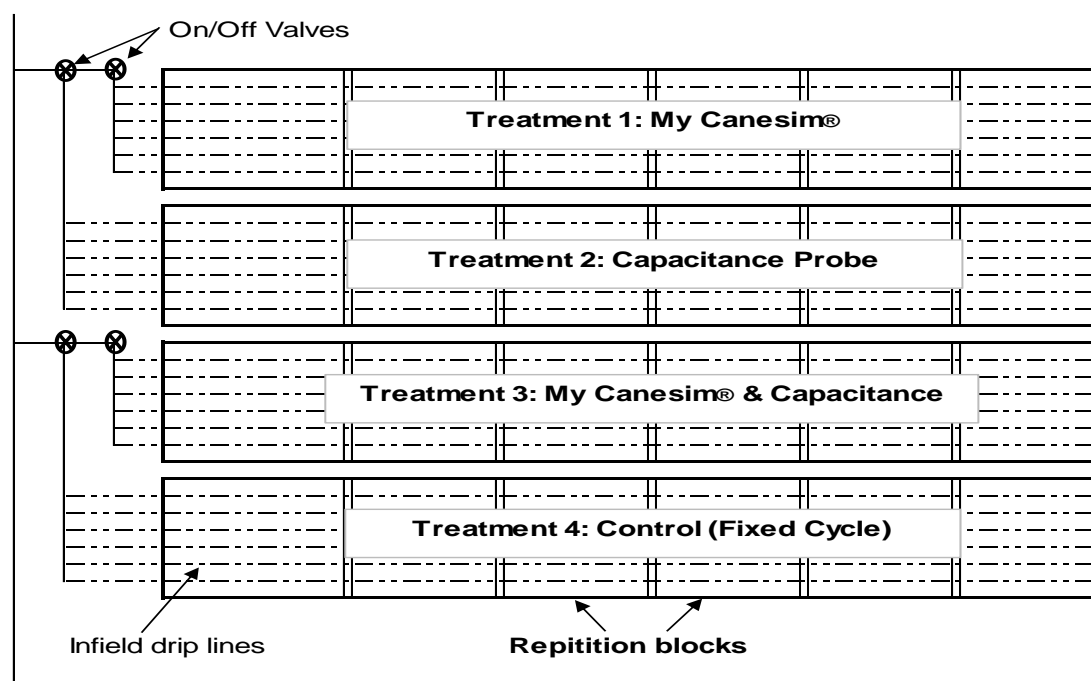 On/Off Valves
Treatment 1: My Canesim®
Treatment 2: Capacitance Probe
Treatment 3: My Canesim® & Capacitance
Treatment 4: Control (Fixed Cycle)
Infield drip lines
Repitition blocks